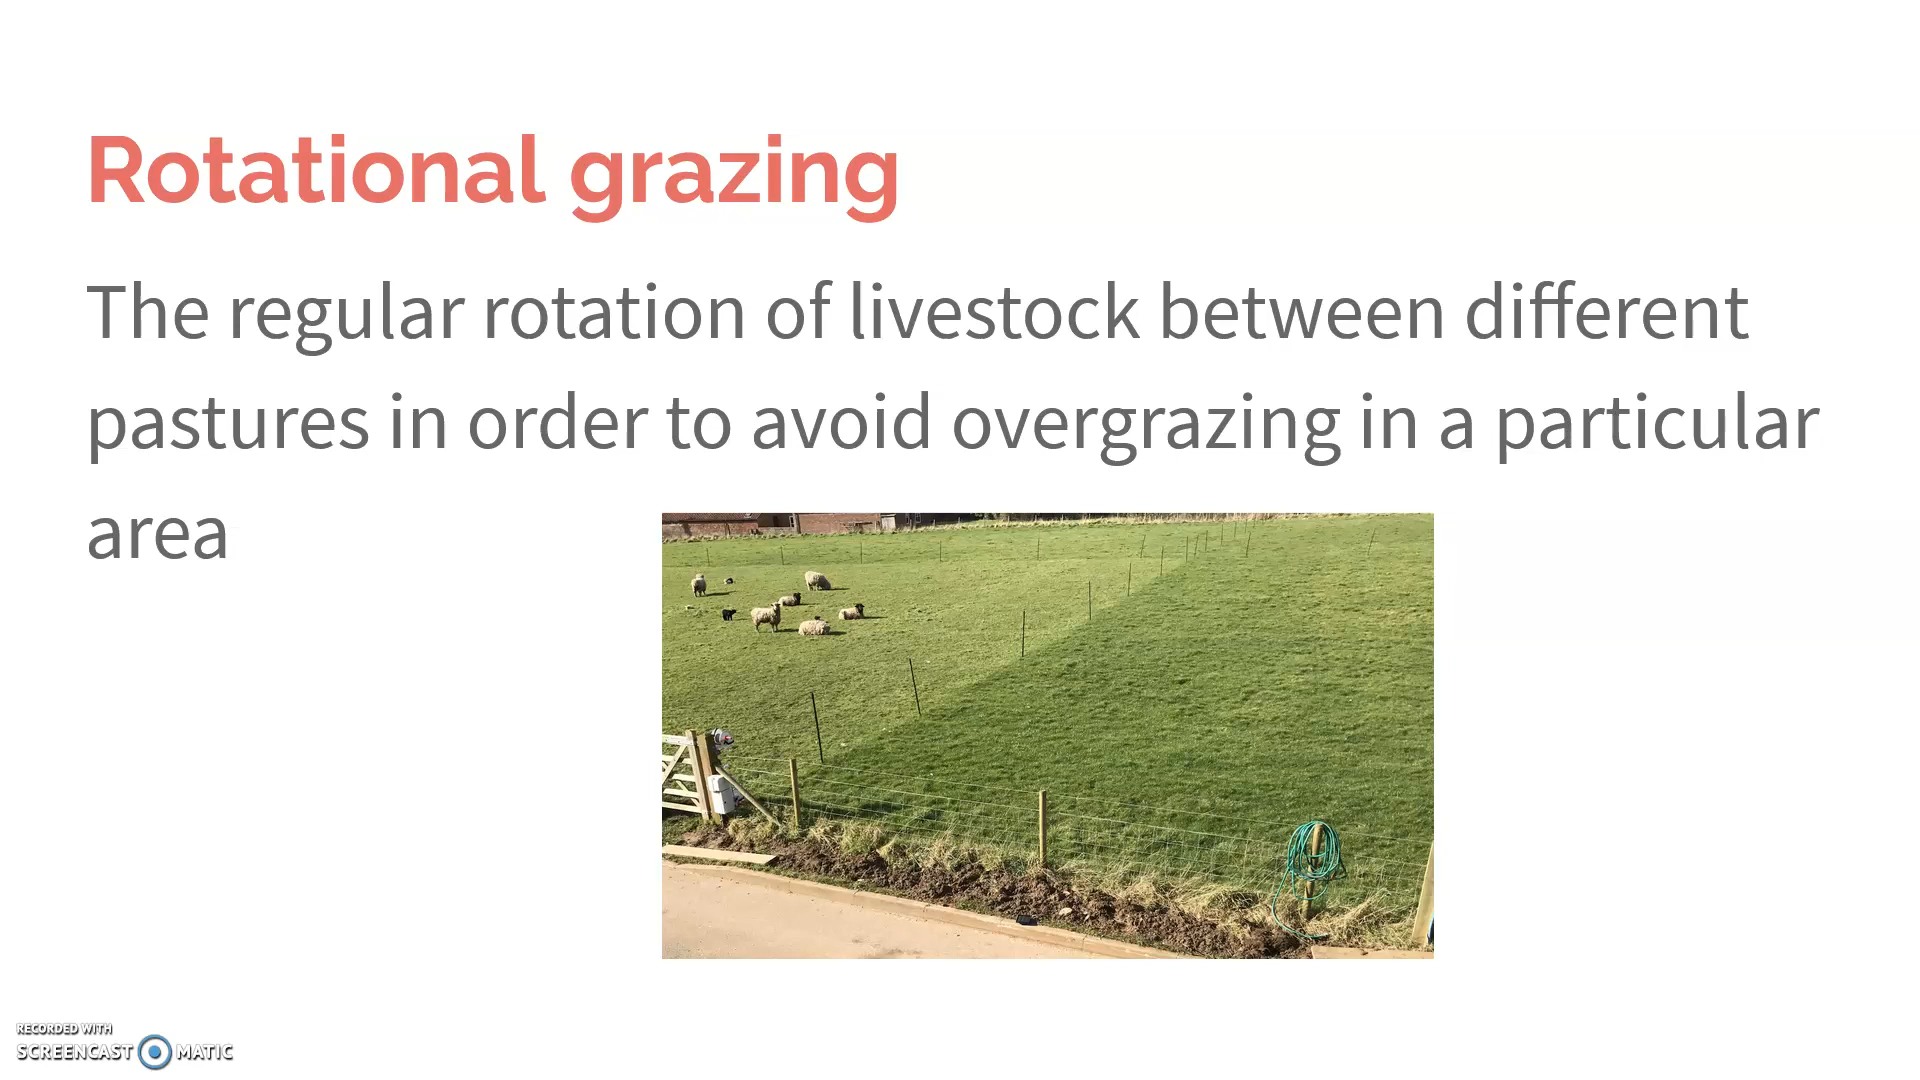 Rotational grazing
The regular rotation of livestock between different
pastures in order to avoid overgrazing in a particular
area
RECORDED WITH
SCREENCAST MATIC